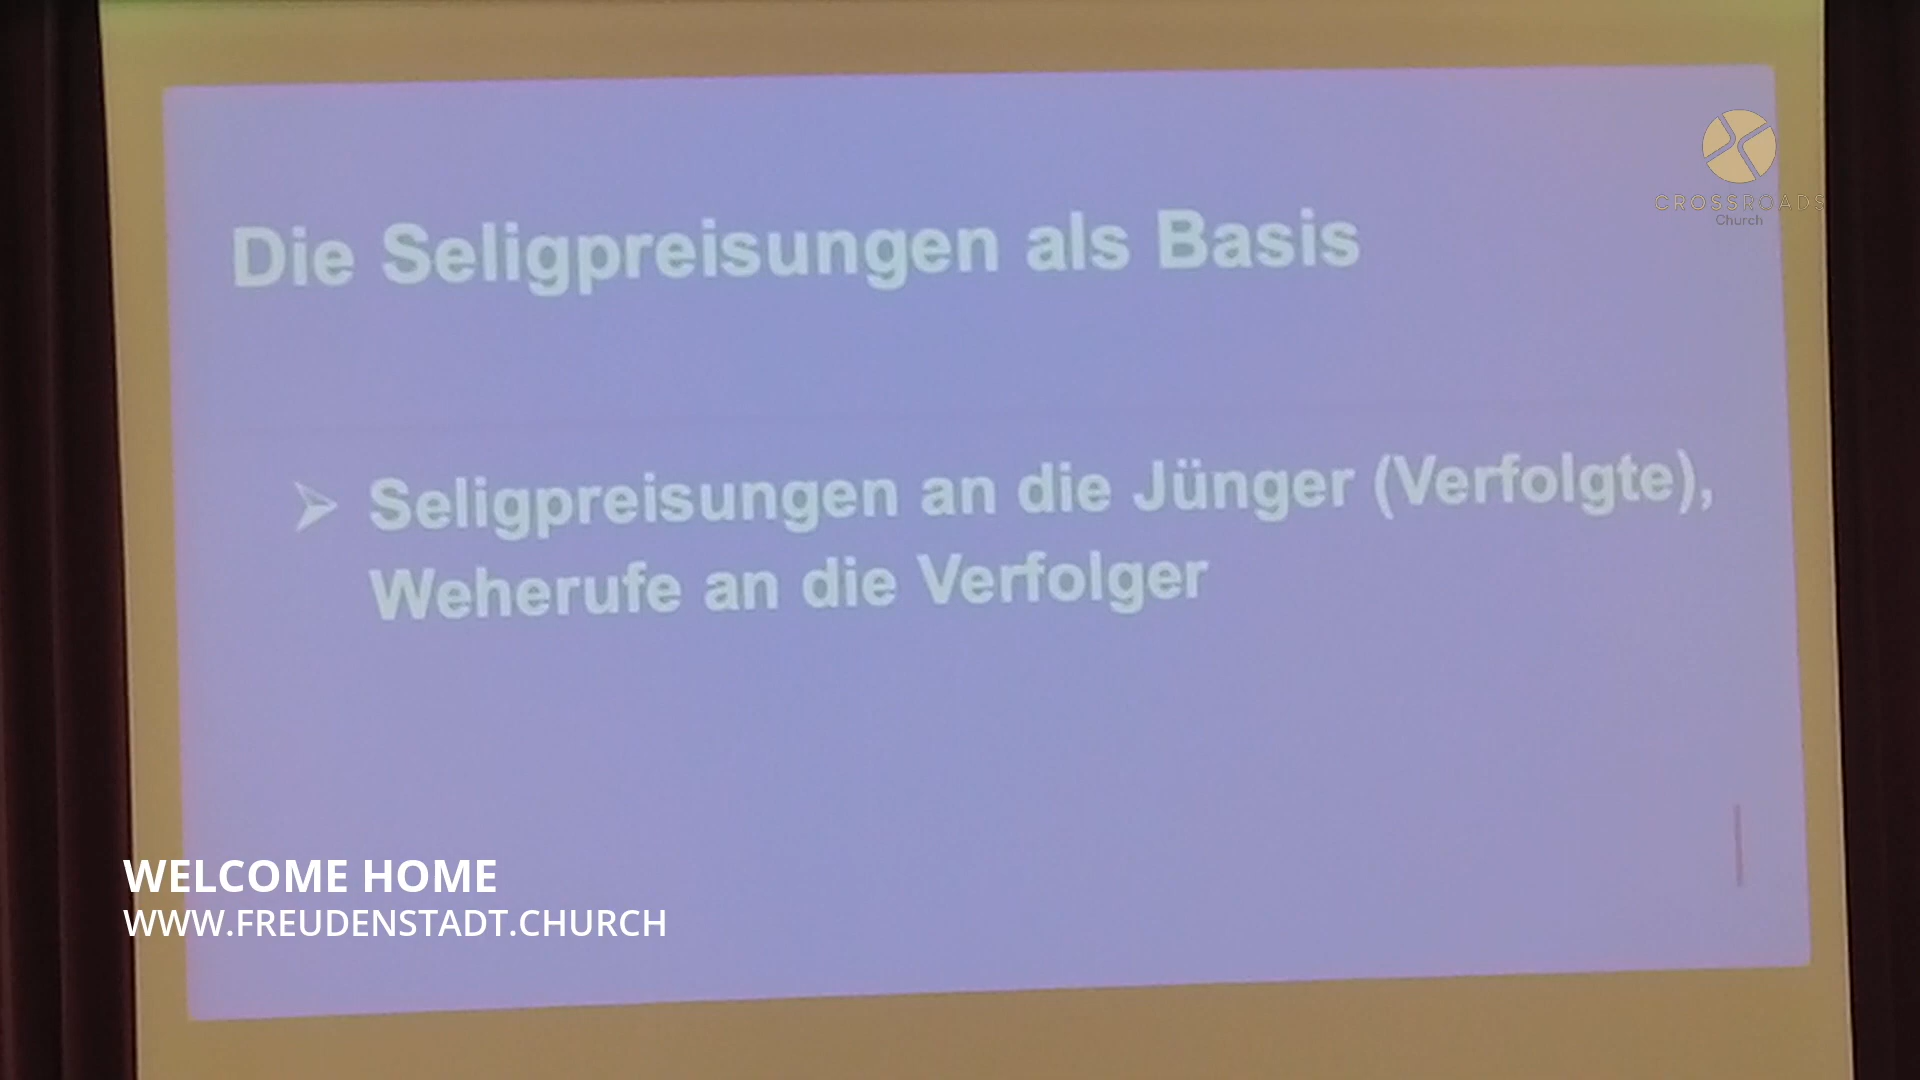 CROSSROADS
Church
Die Seligpreisungen als Basis
➢ Seligpreisungen an die Jünger (Verfolgte),
Weherufe an die Verfolger
WELCOME HOME
WWW.FREUDENSTADT.CHURCH